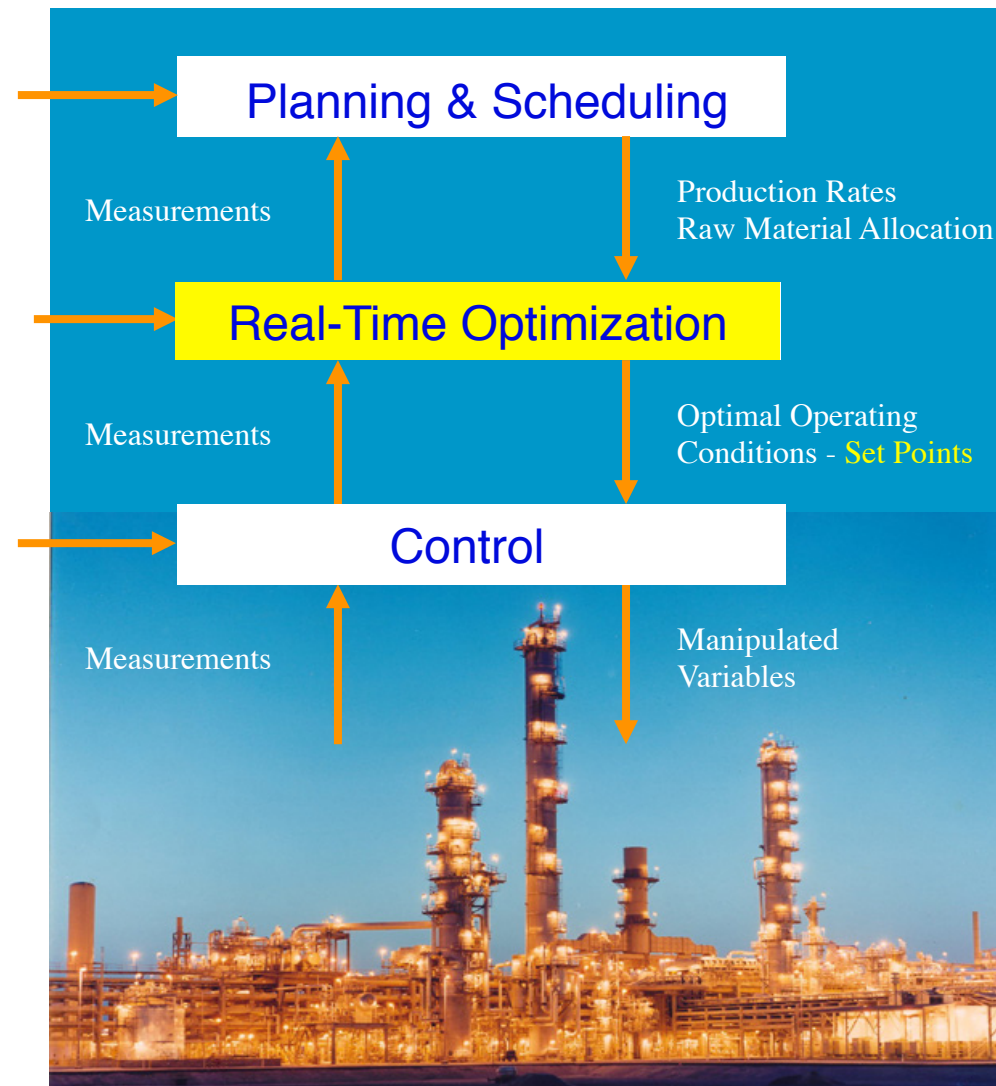 Planning & Scheduling
Measurements
Production Rates
Raw Material Allocation
Real-Time Optimization
Measurements
Optimal Operating
Conditions - Set Points
Control
Measurements
Manipulated
Variables